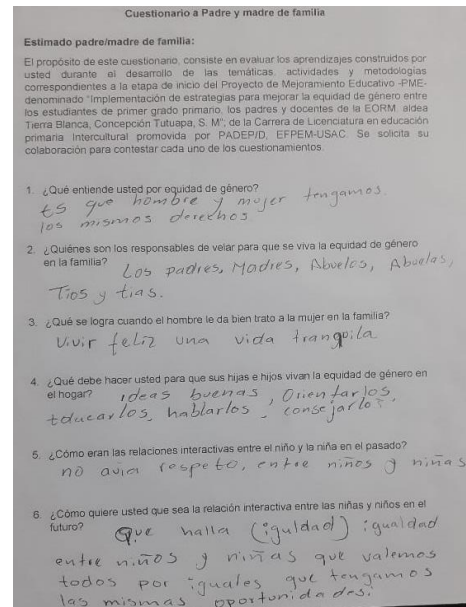 Cuestionario a Padre y madre de familia
Estimado padre/madre de familia:
El propósito de este cuestionario, consiste en evaluar los aprendizajes construidos por
usted durante el desarrollo de las temáticas, actividades y metodologías
correspondientes a la etapa de inicio del Proyecto de Mejoramiento Educativo -PME-
denominado "Implementación de estrategias para mejorar la equidad de género entre
los estudiantes de primer grado primario, los padres y docentes de la EORM, aldea
Tierra Blanca, Concepción Tutuapa, S. M"; de la Carrera de Licenciatura en educación
primaria Intercultural promovida por PADEP/D, EFPEM-USAC. Se solicita su
colaboración para contestar cada uno de los cuestionamientos.
1. ¿Qué entiende usted por equidad de género?
Es que hombre y mujer tengamos.
los mismos derechos
2. ¿Quiénes son los responsables de velar para que se viva la equidad de género
en la familia?
Los padres, Madres, Abuelos, Abuelas,
Tios y tias.
3. ¿Qué se logra cuando el hombre le da bien trato a la mujer en la familia?
Vivir feliz una vida tranquila
4. ¿Qué debe hacer usted para que sus hijas e hijos vivan la equidad de género en
el hogar? ideas buenas, Orientarlos,
educarlos, hablarlos,
5. ¿Cómo eran las relaciones interactivas entre el niño y la niña en el pasado?
no avia respeto, entre niños y niñas
6. ¿Cómo quiere usted que sea la relación interactiva entre las niñas y niños en el
futuro? Que halla (iguldad) igualdad
entre niños y niñas que valemos
todos por iguales que tengamos
las mismas oportunidades.